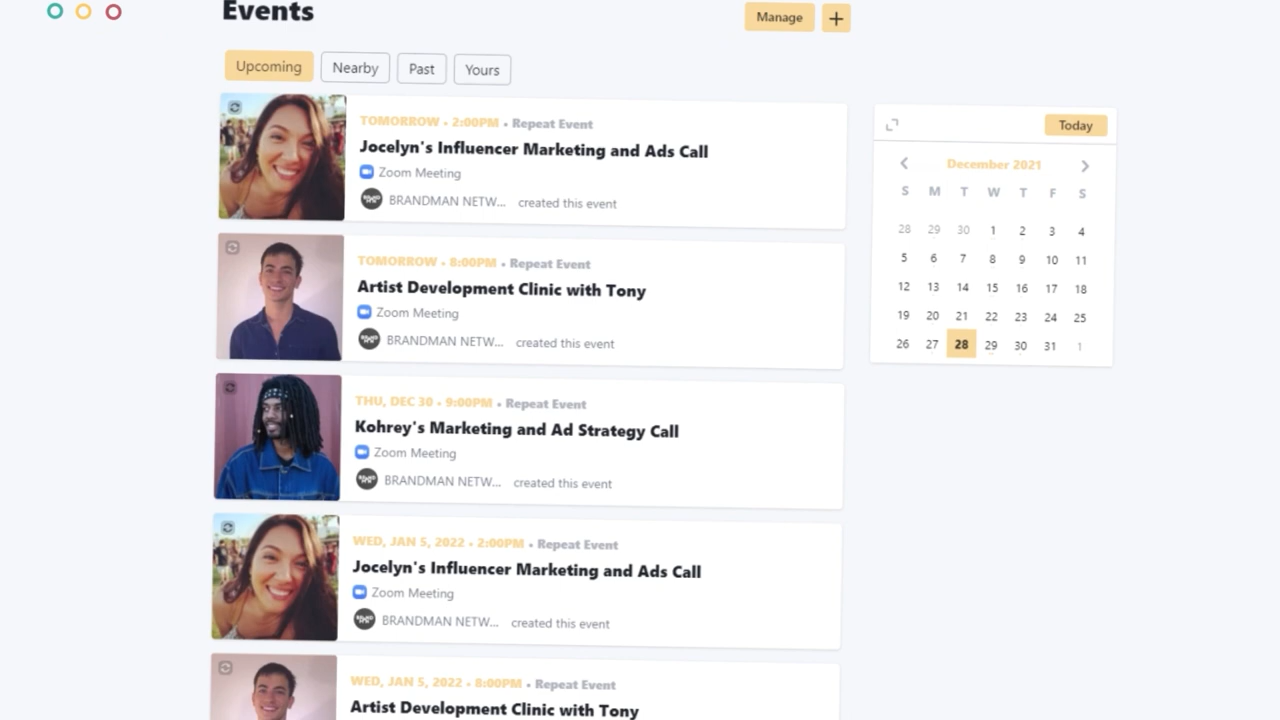 Events
Manage +
Upcoming Nearby Past Yours
TOMORROW • 2:00PM • Repeat Event
Jocelyn's Influencer Marketing and Ads Call
Zoom Meeting
BRANDMAN NETW... created this event
TOMORROW • 8:00PM • Repeat Event
Artist Development Clinic with Tony
Zoom Meeting
BRANDMAN NETW... created this event
THU, DEC 30 • 9:00PM • Repeat Event
Kohrey's Marketing and Ad Strategy Call
Zoom Meeting
BRANDMAN NETW... created this event
WED, JAN 5, 2022 • 2:00PM • Repeat Event
Jocelyn's Influencer Marketing and Ads Call
Zoom Meeting
BRANDMAN NETW... created this event
WED, JAN 5, 2022 • 8:00PM • Repeat Event
Artist Development Clinic with Tony
Today
December 2021
S M T W T F S
28 29 30 1 2 3 4
5 6 7 8 9 10 11
12 13 14 15 16 17 18
19 20 21 22 23 24 25
26 27 28 29 30 31 1